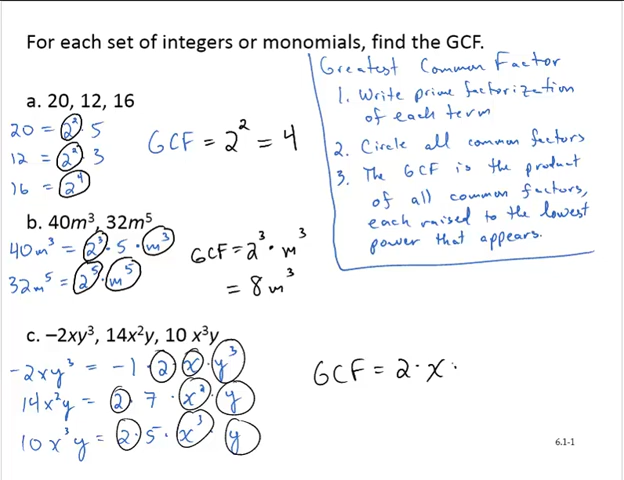 For each set of integers or monomials, find the GCF.
Greatest Common Factor
1. Write prime factorization
of each term
2. Circle all common factors
3. The GCF is the product
of all common factors,
each raised to the lowest
power that appears.
a. 20, 12, 16
20 = 2² · 5
12 = 2² · 3
16 = 2⁴
GCF = 2² = 4
b. 40m³, 32m⁵
40m³ = 2³ · 5 · m³
32m⁵ = 2⁵ · m⁵
GCF = 2³ · m³
= 8m³
c. –2xy³, 14x²y, 10 x³y
-2xy³ = -1 · 2 · x · y³
14x²y = 2 · 7 · x² · y
10x³y = 2 · 5 · x³ · y
GCF = 2 · x ·
6.1-1